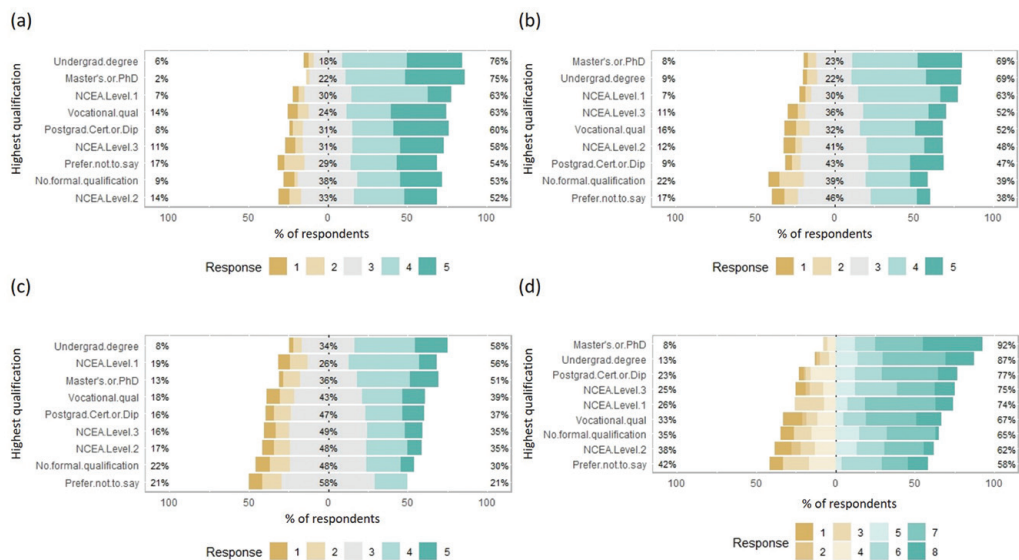 (a)
Highest qualification
Undergrad.degree 6% 18% 76%
Master's.or.PhD 2% 22% 75%
NCEA.Level.1 7% 30% 63%
Vocational.qual 14% 24% 63%
Postgrad.Cert.or.Dip 8% 31% 60%
NCEA.Level.3 11% 31% 58%
Prefer.not.to.say 17% 29% 54%
No.formal.qualification 9% 38% 53%
NCEA.Level.2 14% 33% 52%
100 50 0 50 100
% of respondents
Response 1 2 3 4 5
(b)
Highest qualification
Master's.or.PhD 8% 23% 69%
Undergrad.degree 9% 22% 69%
NCEA.Level.1 7% 30% 63%
NCEA.Level.3 11% 36% 52%
Vocational.qual 16% 32% 52%
NCEA.Level.2 12% 41% 48%
Postgrad.Cert.or.Dip 9% 43% 47%
No.formal.qualification 22% 39% 39%
Prefer.not.to.say 17% 46% 38%
100 50 0 50 100
% of respondents
Response 1 2 3 4 5
(c)
Highest qualification
Undergrad.degree 8% 34% 58%
NCEA.Level.1 19% 26% 56%
Master's.or.PhD 13% 36% 51%
Vocational.qual 18% 43% 39%
Postgrad.Cert.or.Dip 16% 47% 37%
NCEA.Level.3 16% 49% 35%
NCEA.Level.2 17% 48% 35%
No.formal.qualification 22% 48% 30%
Prefer.not.to.say 21% 58% 21%
100 50 0 50 100
% of respondents
Response 1 2 3 4 5
(d)
Highest qualification
Master's.or.PhD 8% 92%
Undergrad.degree 13% 87%
Postgrad.Cert.or.Dip 23% 77%
NCEA.Level.3 25% 75%
NCEA.Level.1 26% 74%
Vocational.qual 33% 67%
No.formal.qualification 35% 65%
NCEA.Level.2 38% 62%
Prefer.not.to.say 42% 58%
100 50 0 50 100
% of respondents
Response 1 3 5 7
2 4 6 8